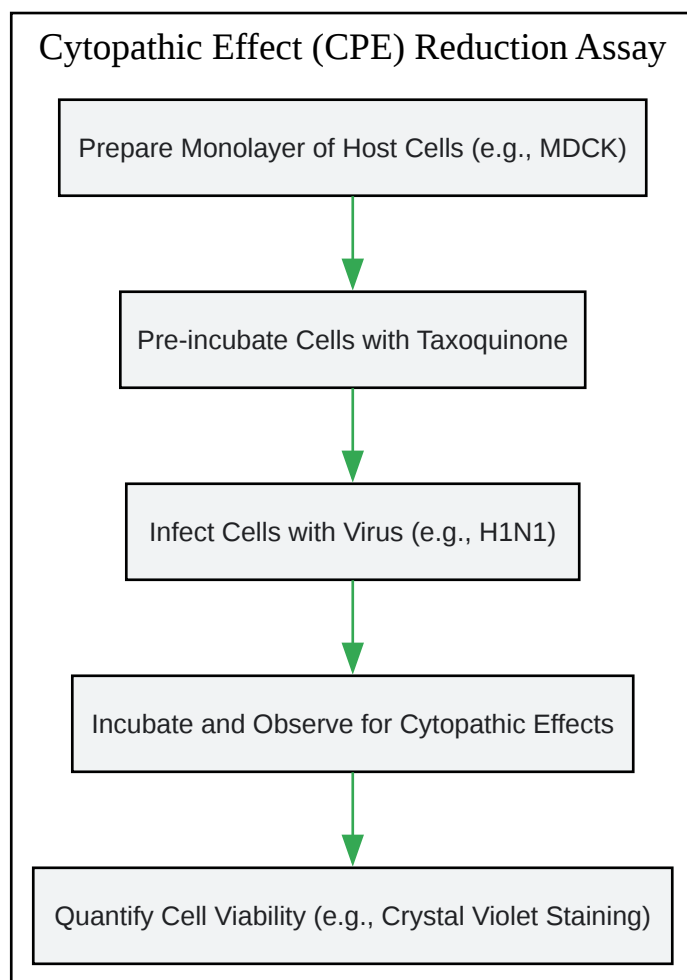 Cytopathic Effect (CPE) Reduction Assay
Prepare Monolayer of Host Cells (e.g., MDCK)
Pre-incubate Cells with Taxoquinone
Infect Cells with Virus (e.g., H1N1)
Incubate and Observe for Cytopathic Effects
Quantify Cell Viability (e.g., Crystal Violet Staining)